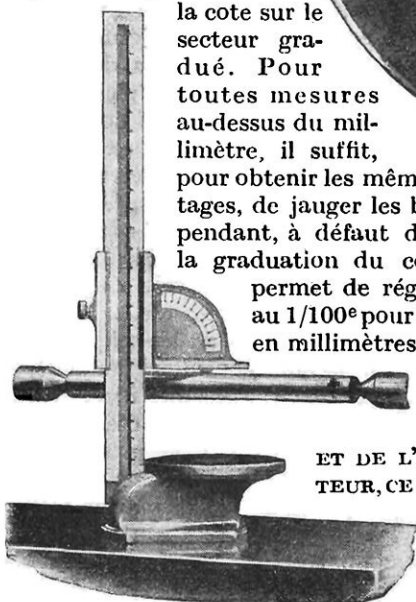 la cote sur le
secteur gra-
dué. Pour
toutes mesures
au-dessus du mil-
limètre, il suffit,
pour obtenir les mêm
tages, de jauger les b
pendant, à défaut d
la graduation du c
permet de rég
au 1/100e pour
en millimètres
ET DE L'
TEUR, CE